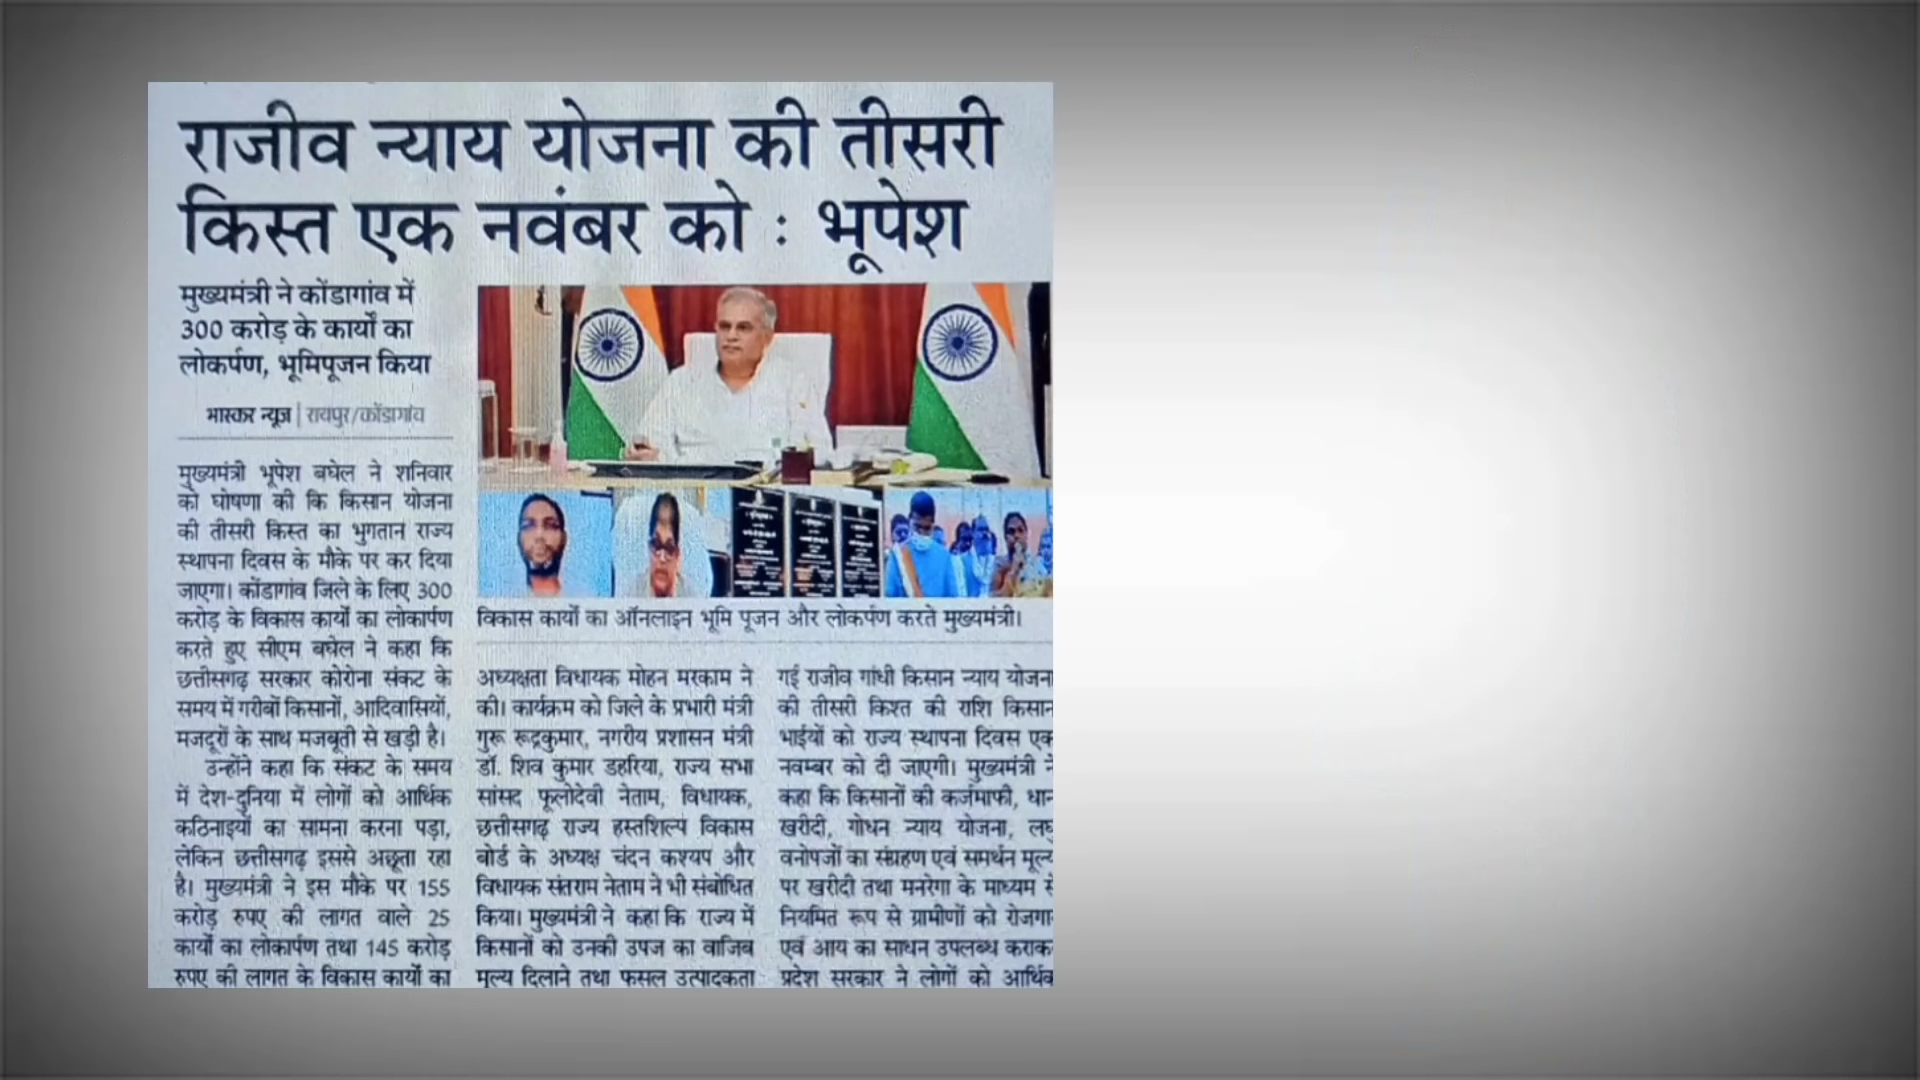 राजीव न्याय योजना की तीसरी
किस्त एक नवंबर को : भूपेश
मुख्यमंत्री ने कोंडागांव में
300 करोड़ के कार्यों का
लोकर्पण, भूमिपूजन किया
भास्कर न्यूज | रायपुर/कोंडागांव
मुख्यमंत्री भूपेश बघेल ने शनिवार
को घोषणा की कि किसान योजना
की तीसरी किस्त का भुगतान राज्य
स्थापना दिवस के मौके पर कर दिया
जाएगा। कोंडागांव जिले के लिए 300
करोड़ के विकास कार्यों का लोकार्पण
करते हुए सीएम बघेल ने कहा कि
छत्तीसगढ़ सरकार कोरोना संकट के
समय में गरीबों किसानों, आदिवासियों,
मजदूरों के साथ मजबूती से खड़ी है।
उन्होंने कहा कि संकट के समय
में देश-दुनिया में लोगों को आर्थिक
कठिनाइयों का सामना करना पड़ा,
लेकिन छत्तीसगढ़ इससे अछूता रहा
है। मुख्यमंत्री ने इस मौके पर 155
करोड़ रुपए की लागत वाले 25
कार्यों का लोकार्पण तथा 145 करोड़
रुपए की लागत के विकास कार्यों का
विकास कार्यों का ऑनलाइन भूमि पूजन और लोकर्पण करते मुख्यमंत्री।
अध्यक्षता विधायक मोहन मरकाम ने
की। कार्यक्रम को जिले के प्रभारी मंत्री
गुरू रूद्रकुमार, नगरीय प्रशासन मंत्री
डॉ. शिव कुमार डहरिया, राज्य सभा
सांसद फूलोदेवी नेताम, विधायक,
छत्तीसगढ़ राज्य हस्तशिल्प विकास
बोर्ड के अध्यक्ष चंदन कश्यप और
विधायक संतराम नेताम ने भी संबोधित
किया। मुख्यमंत्री ने कहा कि राज्य में
किसानों को उनकी उपज का वाजिब
मूल्य दिलाने तथा फसल उत्पादकता
गई राजीव गांधी किसान न्याय योजना
की तीसरी किश्त की राशि किसान
भाईयों को राज्य स्थापना दिवस एक
नवम्बर को दी जाएगी। मुख्यमंत्री ने
कहा कि किसानों की कर्जमाफी, धान
खरीदी, गोधन न्याय योजना, लघु
वनोपजों का संग्रहण एवं समर्थन मूल्य
पर खरीदी तथा मनरेगा के माध्यम से
नियमित रूप से ग्रामीणों को रोजगा
एवं आय का साधन उपलब्ध कराक
प्रदेश सरकार ने लोगों को आर्थिक